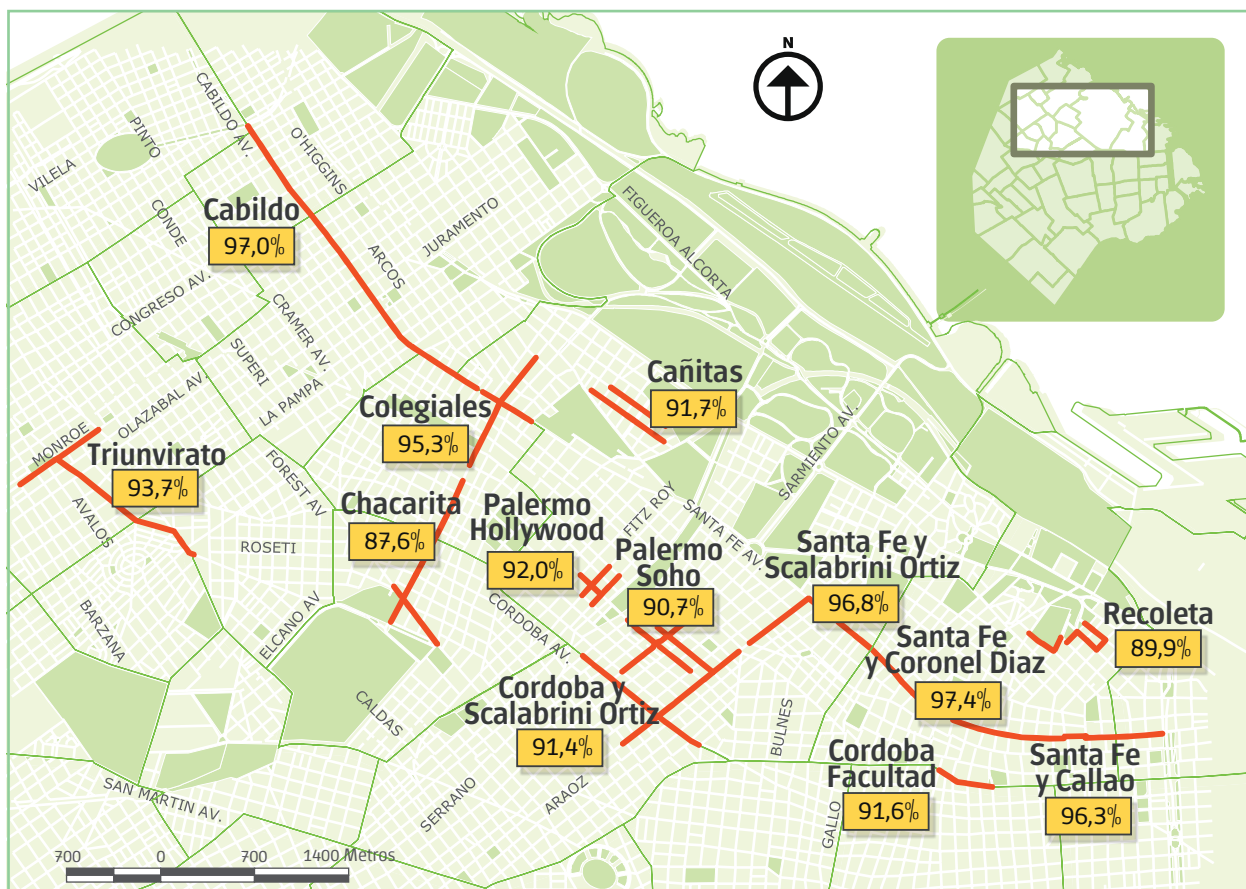 N
CABILDO AV.
PINTO
VILELA
O'HIGGINS
CONDE
Cabildo
97,0%
JURAMENTO
ARCOS
FIGUEROA ALCORTA
CONGRESO AV.
CRAMER AV.
SUPERI
LA PAMPA
OLAZABAL AV.
MONROE
Cañitas
91,7%
Colegiales
95,3%
SARMIENTO AV.
Triunvirato
93,7%
FOREST AV
AVALOS
Chacarita
87,6%
Palermo
Hollywood
92,0%
FITZ ROY
SANTA FE AV.
ROSETI
Palermo
Soho
90,7%
Santa Fe y
Scalabrini Ortiz
96,8%
Recoleta
89,9%
BARZANA
ELCANO AV
CORDOBA AV.
Santa Fe
y Coronel Diaz
97,4%
CALDAS
Cordoba y
Scalabrini Ortiz
91,4%
BULNES
Cordoba
Facultad
91,6%
Santa Fe
y Callao
96,3%
SAN MARTIN AV.
SERRANO
ARAOZ
GALLO
700 0 700 1400 Metros